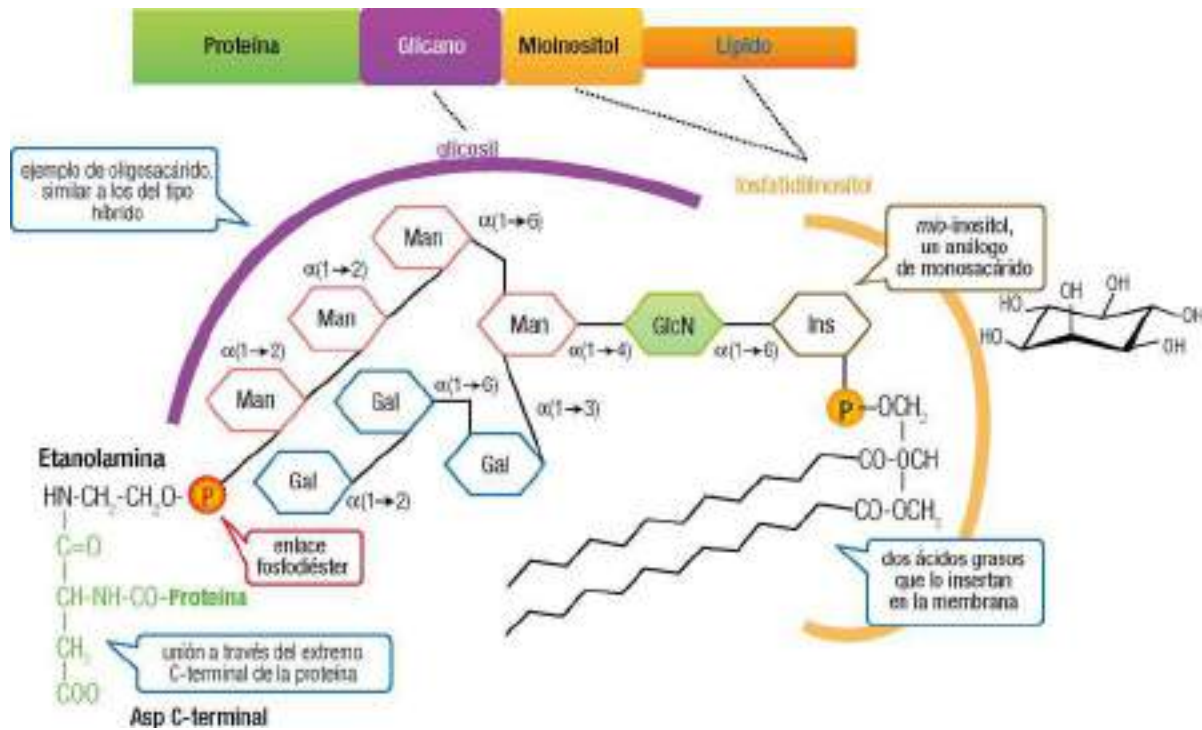 Proteína
Glicano
Mioinositol
Lípido
glicosil
fosfatidilinositol
ejemplo de oligosacárido,
similar a los del tipo
híbrido
mio-inositol,
un análogo
de monosacárido
Man
α(1→6)
α(1→2)
Man
Man
GlcN
Ins
α(1→4)
α(1→6)
α(1→2)
Man
Gal
α(1→6)
α(1→3)
Gal
Gal
α(1→2)
HO
OH
OH
OH
HO
OH
P-OCH₂
CO-OCH
CO-OCH₂
Etanolamina
HN-CH₂-CH₂O-P
enlace
fosfodiéster
C=O
CH-NH-CO-Proteína
CH₂
COO
unión a través del extremo
C-terminal de la proteína
Asp C-terminal
dos ácidos grasos
que lo insertan
en la membrana